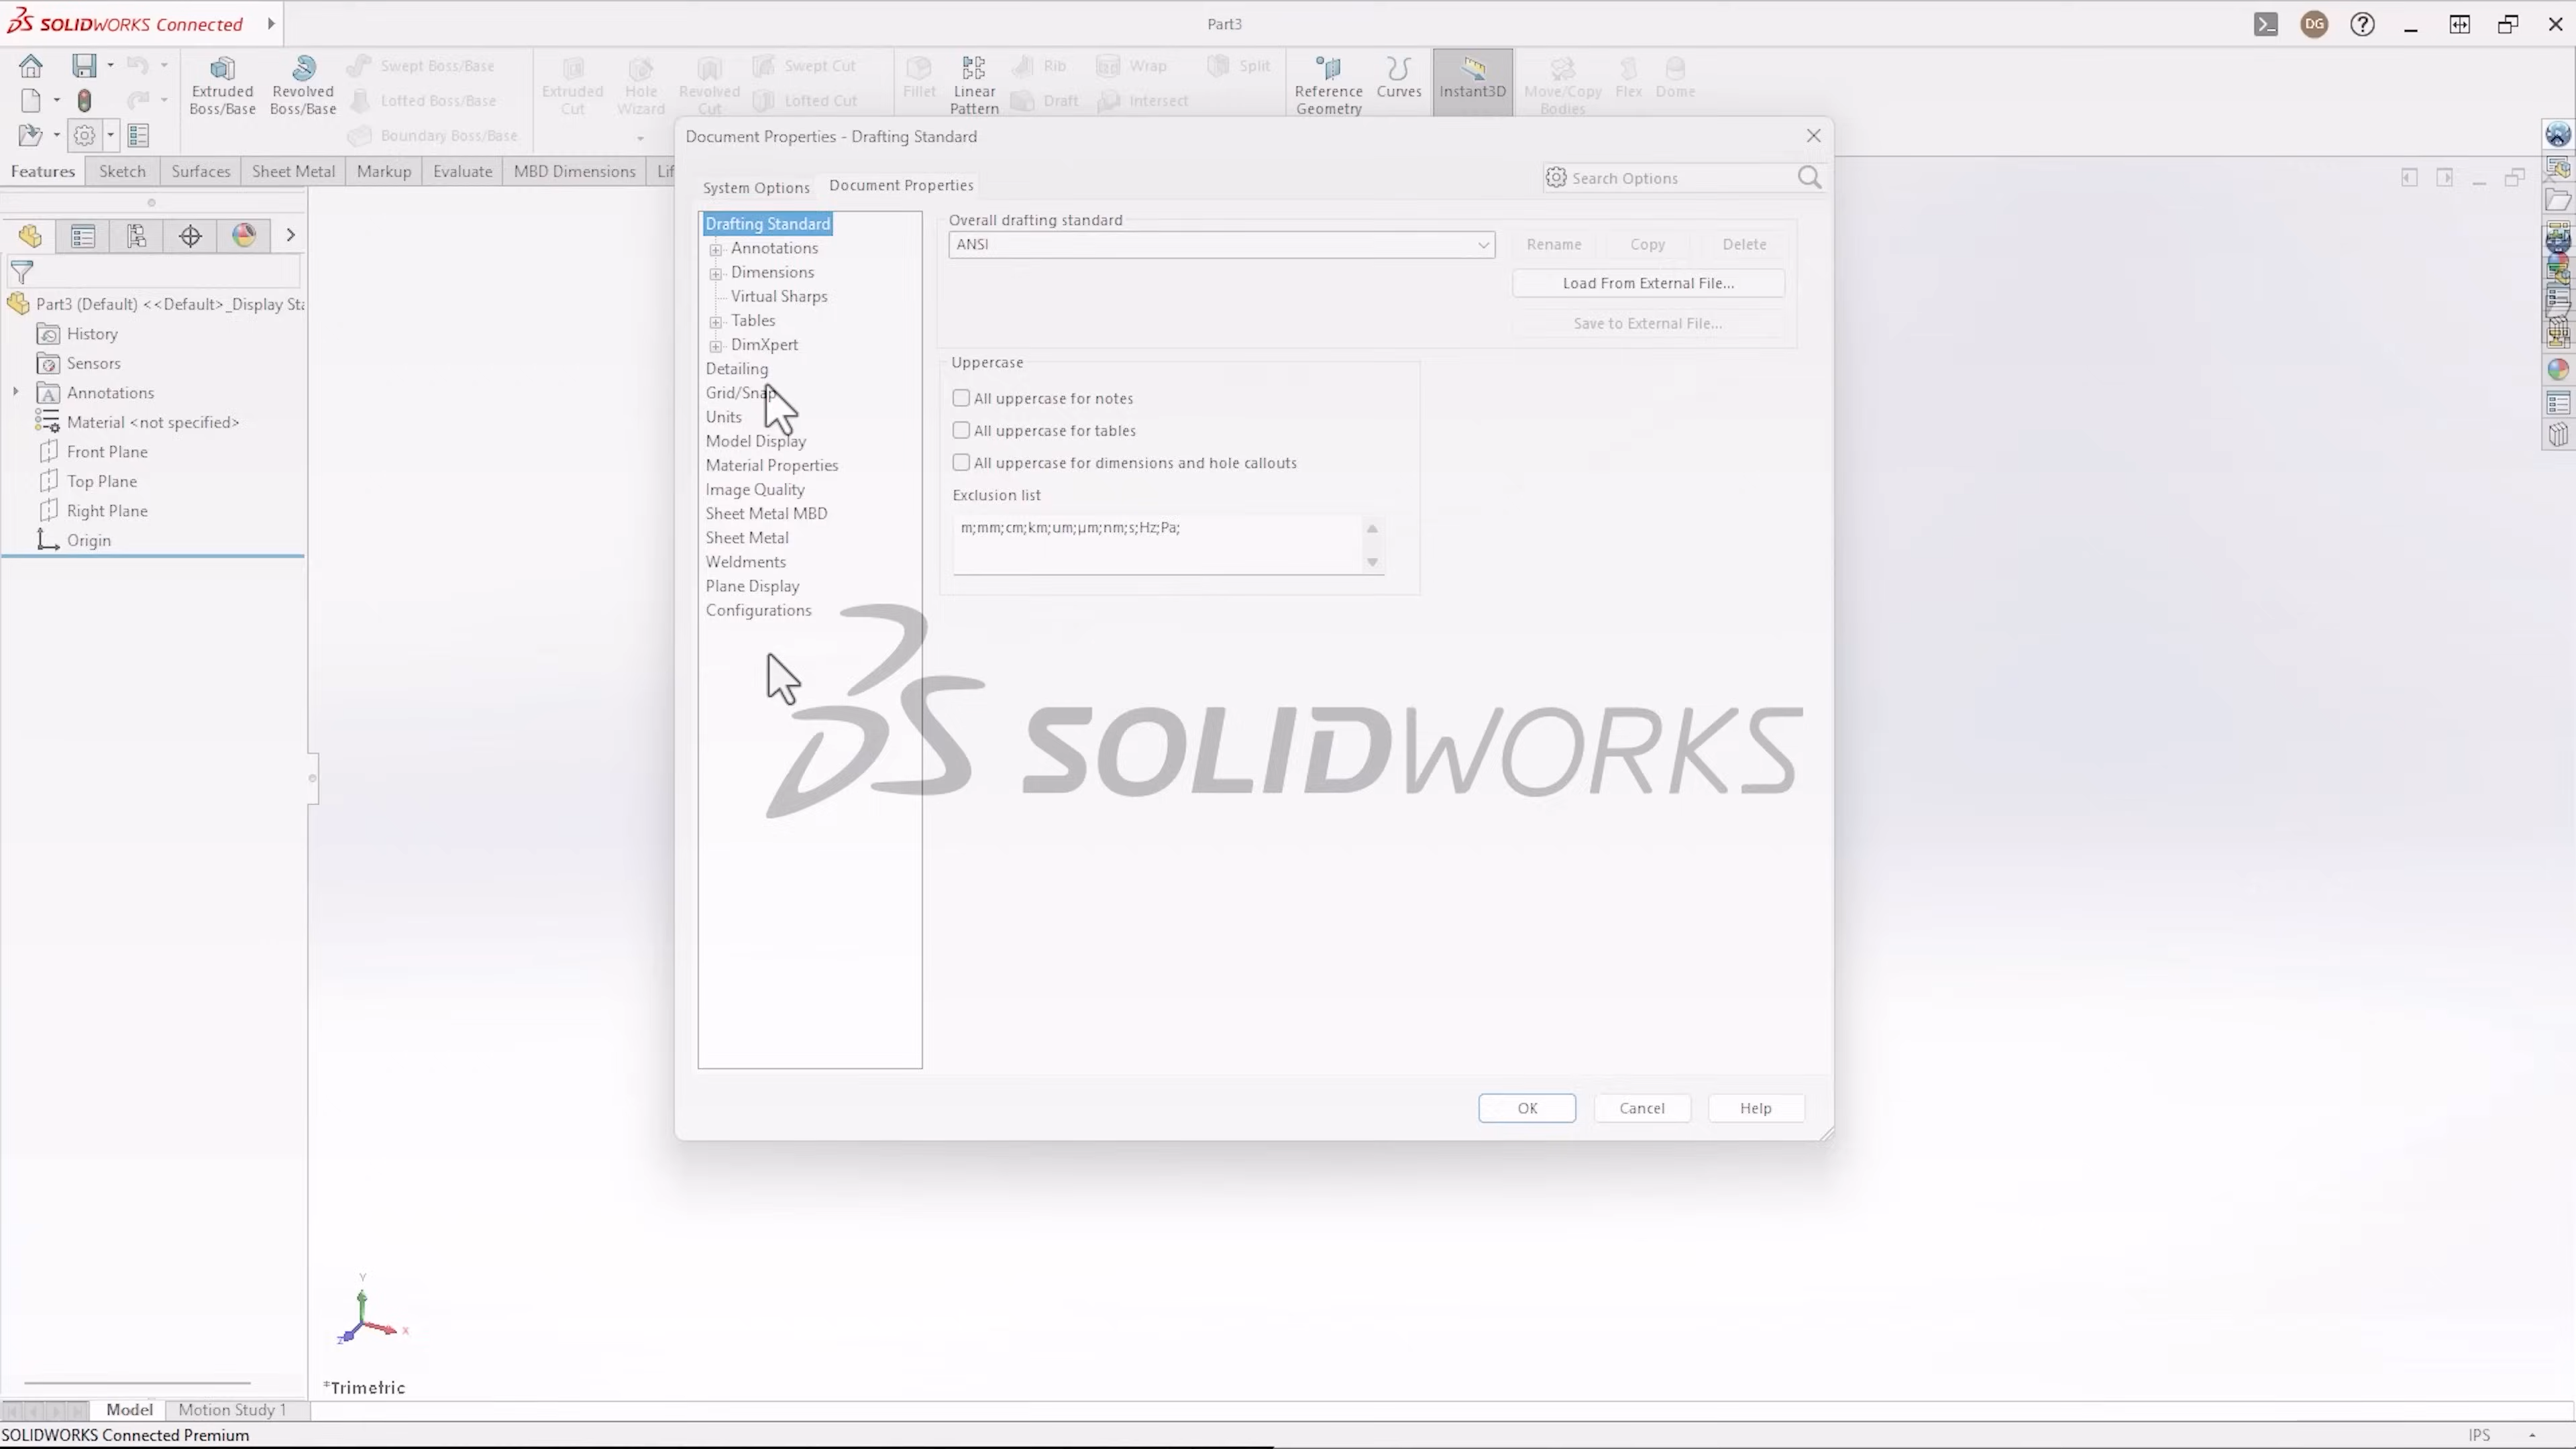 SOLIDWORKS Connected
Part3
DG
Extruded Boss/Base
Revolved Boss/Base
Swept Boss/Base
Lofted Boss/Base
Boundary Boss/Base
Extruded Cut
Hole Wizard
Revolved Cut
Swept Cut
Lofted Cut
Fillet
Linear Pattern
Rib
Draft
Wrap
Intersect
Split
Reference Geometry
Curves
Instant3D
Move/Copy Bodies
Flex
Dome
Features
Sketch
Surfaces
Sheet Metal
Markup
Evaluate
MBD Dimensions
Lif
Part3 (Default) <<Default>_Display Sta
History
Sensors
Annotations
Material <not specified>
Front Plane
Top Plane
Right Plane
Origin
Document Properties - Drafting Standard
System Options
Document Properties
Search Options
Drafting Standard
Annotations
Dimensions
Virtual Sharps
Tables
DimXpert
Detailing
Grid/Snap
Units
Model Display
Material Properties
Image Quality
Sheet Metal MBD
Sheet Metal
Weldments
Plane Display
Configurations
Overall drafting standard
ANSI
Rename
Copy
Delete
Load From External File...
Save to External File...
Uppercase
All uppercase for notes
All uppercase for tables
All uppercase for dimensions and hole callouts
Exclusion list
m;mm;cm;km;um;µm;nm;s;Hz;Pa;
SOLIDWORKS
OK
Cancel
Help
Y
X
Z
*Trimetric
Model
Motion Study 1
SOLIDWORKS Connected Premium
IPS